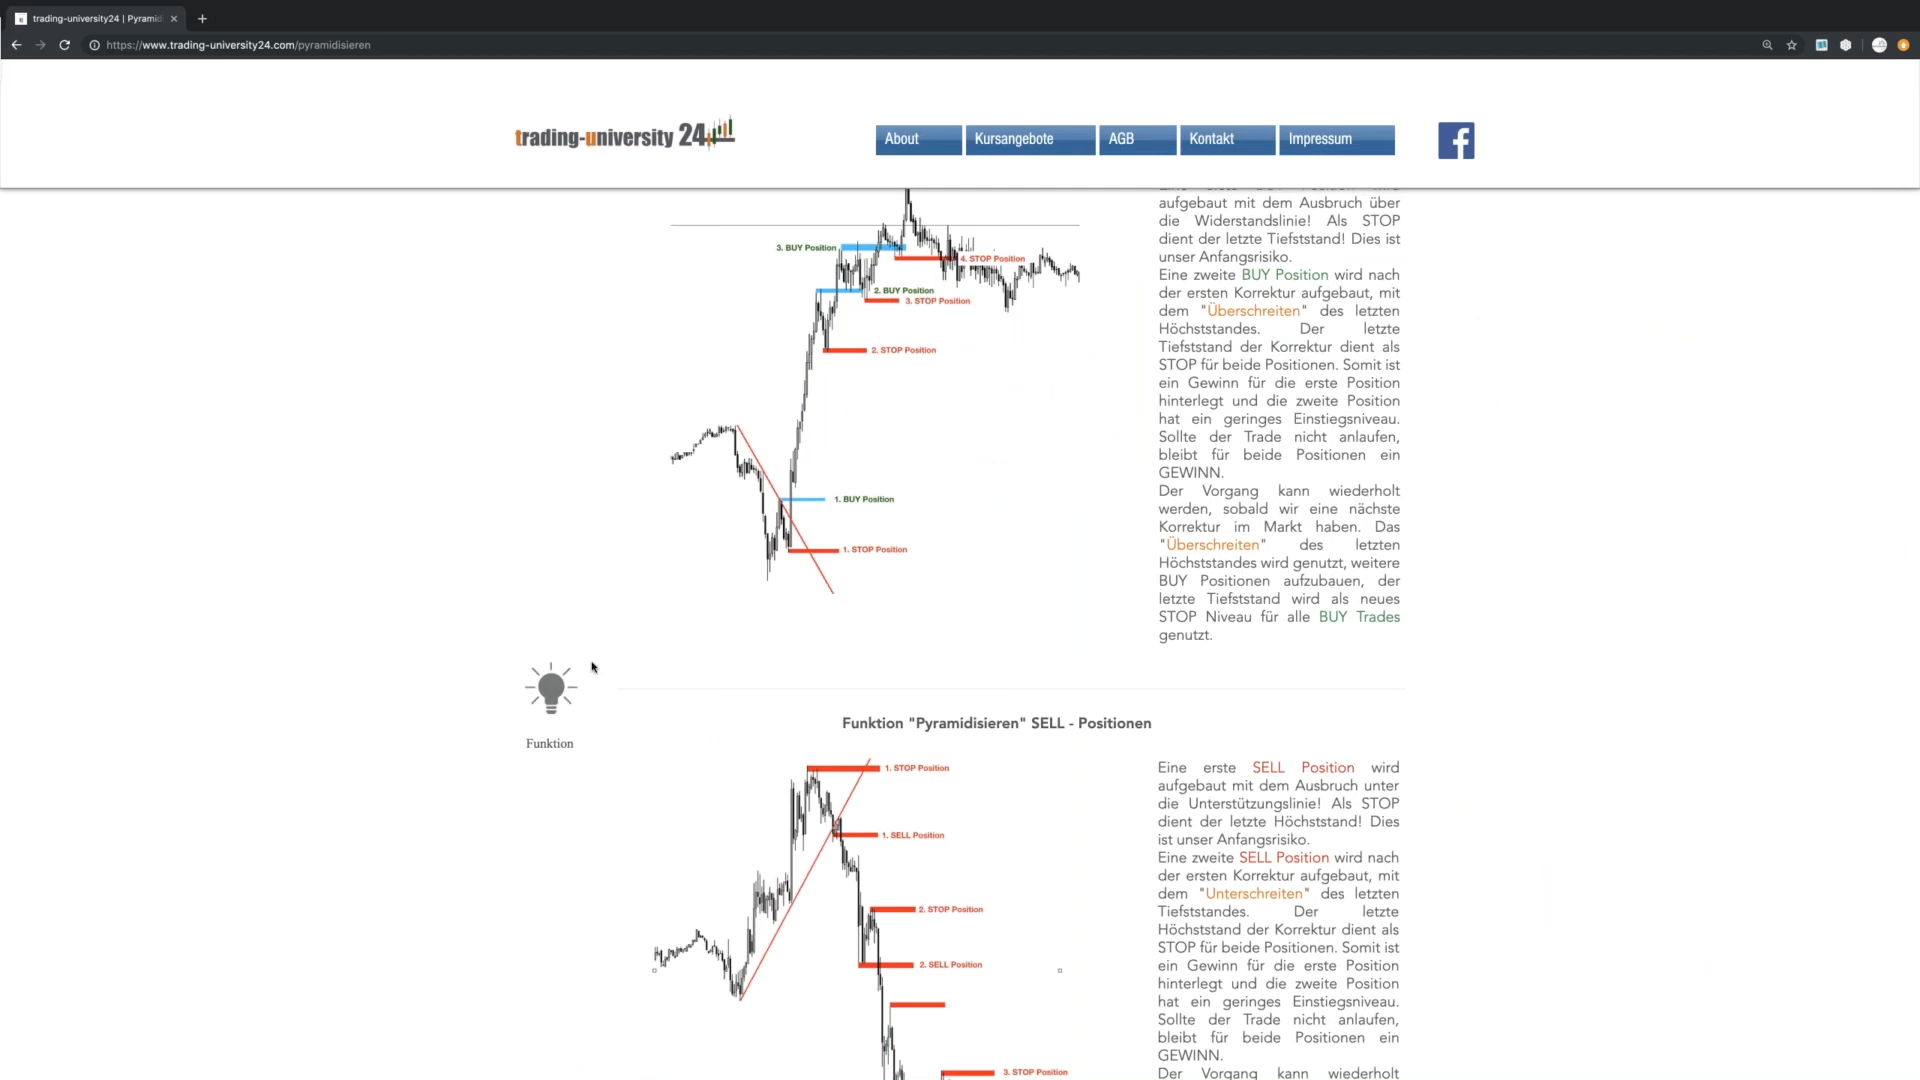 trading-university24 | Pyramid
https://www.trading-university24.com/pyramidisieren
trading-university 24
About
Kursangebote
AGB
Kontakt
Impressum
3. BUY Position
4. STOP Position
2. BUY Position
3. STOP Position
2. STOP Position
1. BUY Position
1. STOP Position
aufgebaut mit dem Ausbruch über
die Widerstandslinie! Als STOP
dient der letzte Tiefststand! Dies ist
unser Anfangsrisiko.
Eine zweite BUY Position wird nach
der ersten Korrektur aufgebaut, mit
dem "Überschreiten" des letzten
Höchststandes. Der letzte
Tiefststand der Korrektur dient als
STOP für beide Positionen. Somit ist
ein Gewinn für die erste Position
hinterlegt und die zweite Position
hat ein geringes Einstiegsniveau.
Sollte der Trade nicht anlaufen,
bleibt für beide Positionen ein
GEWINN.
Der Vorgang kann wiederholt
werden, sobald wir eine nächste
Korrektur im Markt haben. Das
"Überschreiten" des letzten
Höchststandes wird genutzt, weitere
BUY Positionen aufzubauen, der
letzte Tiefststand wird als neues
STOP Niveau für alle BUY Trades
genutzt.
Funktion
Funktion "Pyramidisieren" SELL - Positionen
1. STOP Position
1. SELL Position
2. STOP Position
2. SELL Position
3. STOP Position
Eine erste SELL Position wird
aufgebaut mit dem Ausbruch unter
die Unterstützungslinie! Als STOP
dient der letzte Höchststand! Dies
ist unser Anfangsrisiko.
Eine zweite SELL Position wird nach
der ersten Korrektur aufgebaut, mit
dem "Unterschreiten" des letzten
Tiefststandes. Der letzte
Höchststand der Korrektur dient als
STOP für beide Positionen. Somit ist
ein Gewinn für die erste Position
hinterlegt und die zweite Position
hat ein geringes Einstiegsniveau.
Sollte der Trade nicht anlaufen,
bleibt für beide Positionen ein
GEWINN.
Der Vorgang kann wiederholt